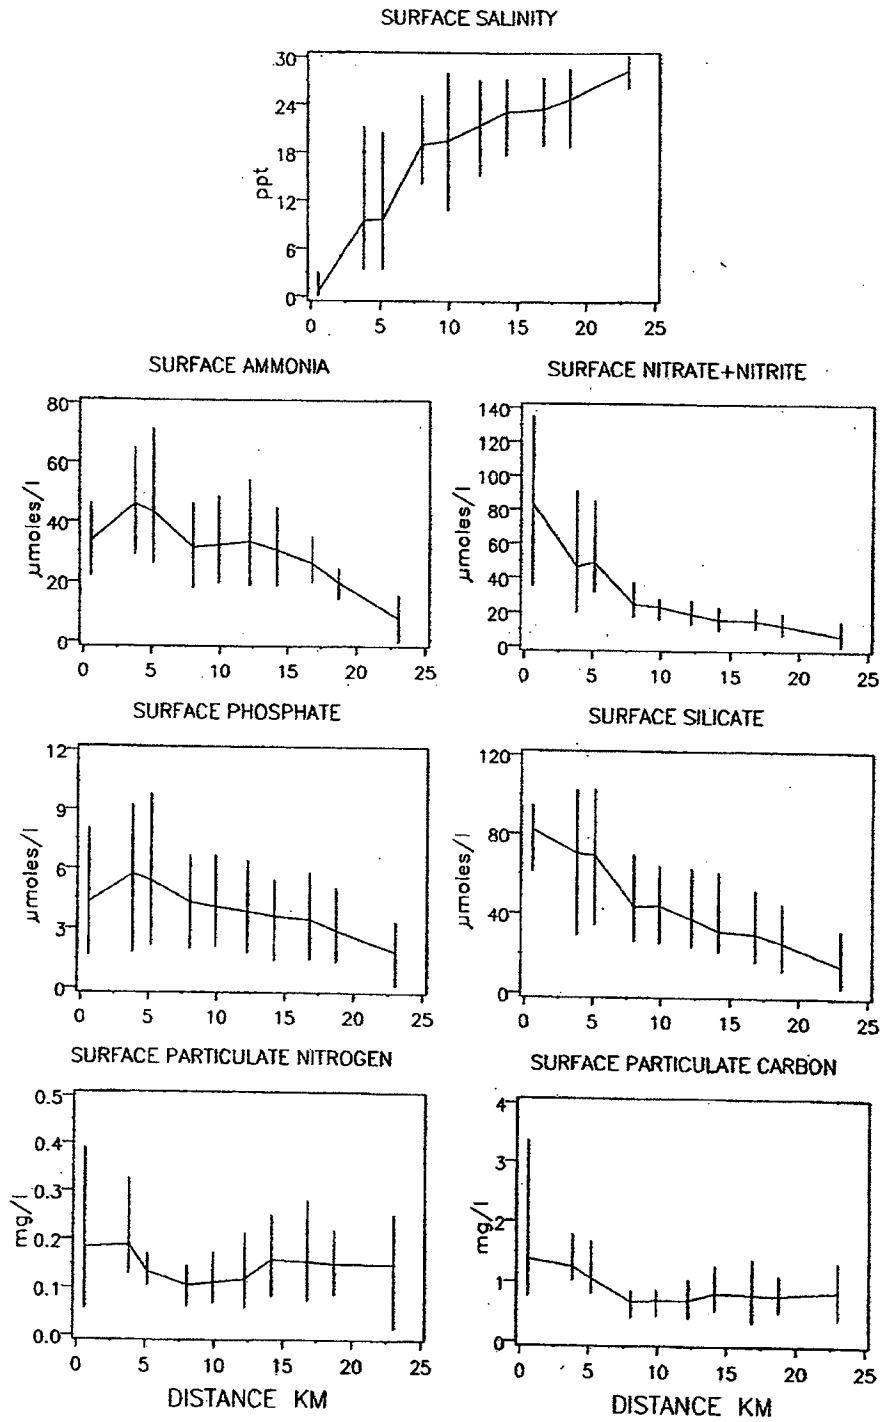 SURFACE SALINITY
30
24
18
12
6
0
ppt
0 5 10 15 20 25
SURFACE AMMONIA
80
60
40
20
0
µmoles/l
0 5 10 15 20 25
SURFACE NITRATE+NITRITE
140
120
100
80
60
40
20
0
µmoles/l
0 5 10 15 20 25
SURFACE PHOSPHATE
12
9
6
3
0
µmoles/l
0 5 10 15 20 25
SURFACE SILICATE
120
80
40
0
µmoles/l
0 5 10 15 20 25
SURFACE PARTICULATE NITROGEN
0.5
0.4
0.3
0.2
0.1
0.0
mg/l
0 5 10 15 20 25
DISTANCE KM
SURFACE PARTICULATE CARBON
4
3
2
1
0
mg/l
0 5 10 15 20 25
DISTANCE KM